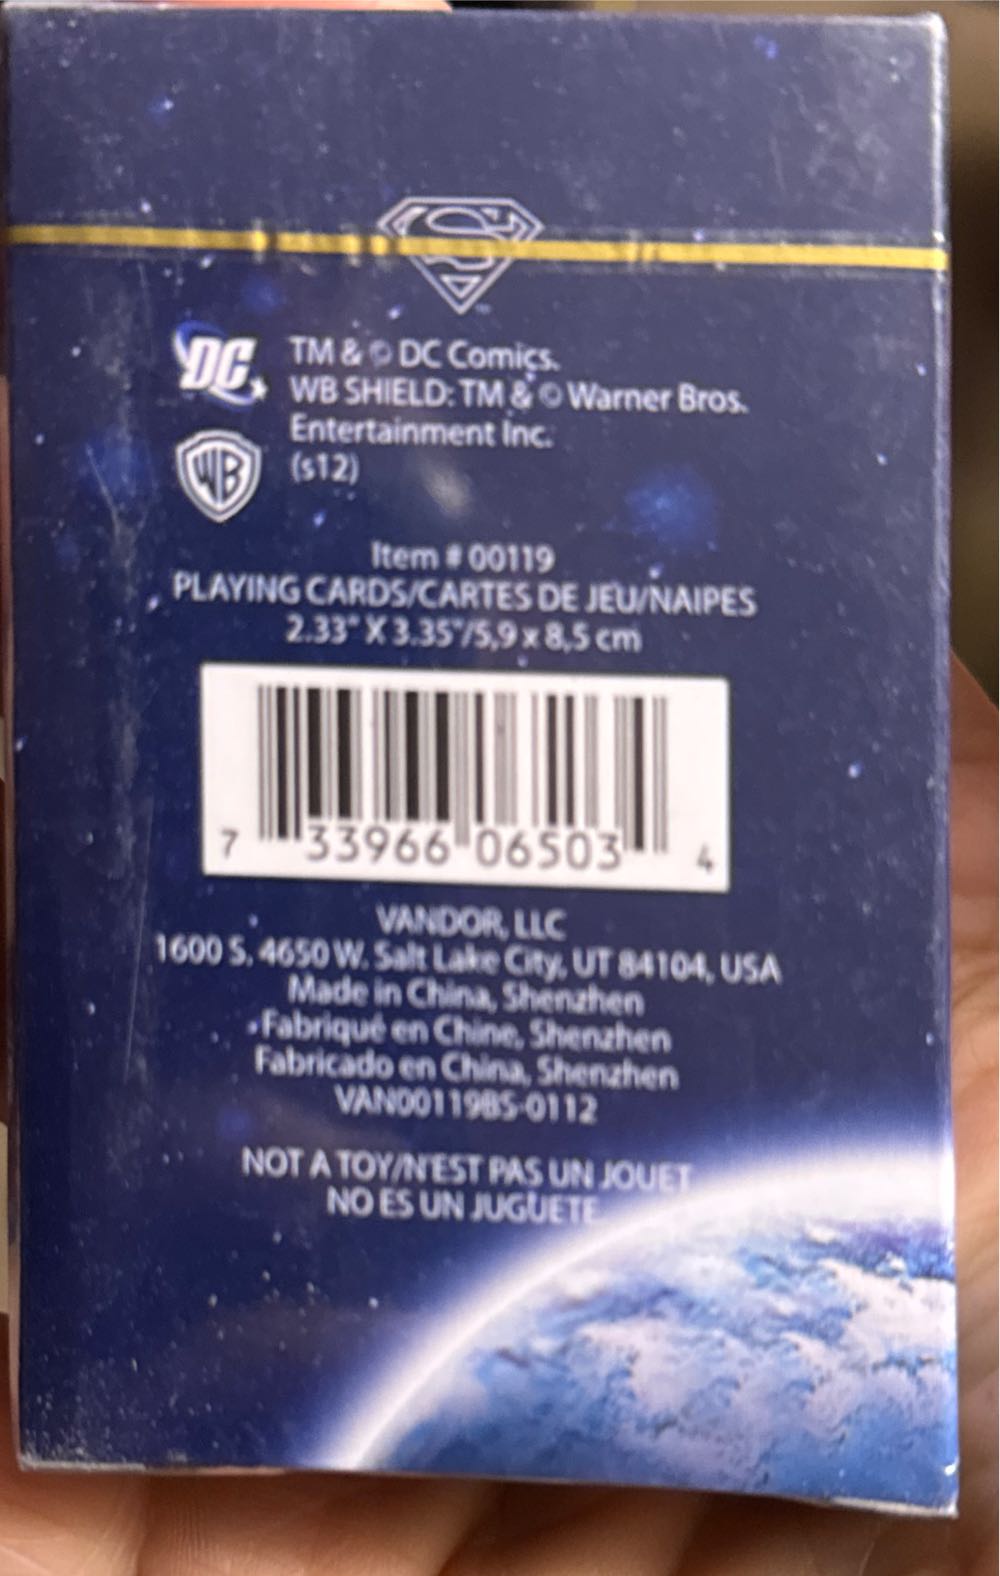 S
TM
DC
TM & © DC Comics.
WB SHIELD: TM & © Warner Bros.
Entertainment Inc.
WB
(s12)
Item # 00119
PLAYING CARDS/CARTES DE JEU/NAIPES
2.33" X 3.35"/5,9 x 8,5 cm
7 33966 06503 4
VANDOR, LLC
1600 S. 4650 W. Salt Lake City, UT 84104, USA
Made in China, Shenzhen
Fabriqué en Chine, Shenzhen
Fabricado en China, Shenzhen
VAN00119BS-0112
NOT A TOY/N'EST PAS UN JOUET
NO ES UN JUGUETE